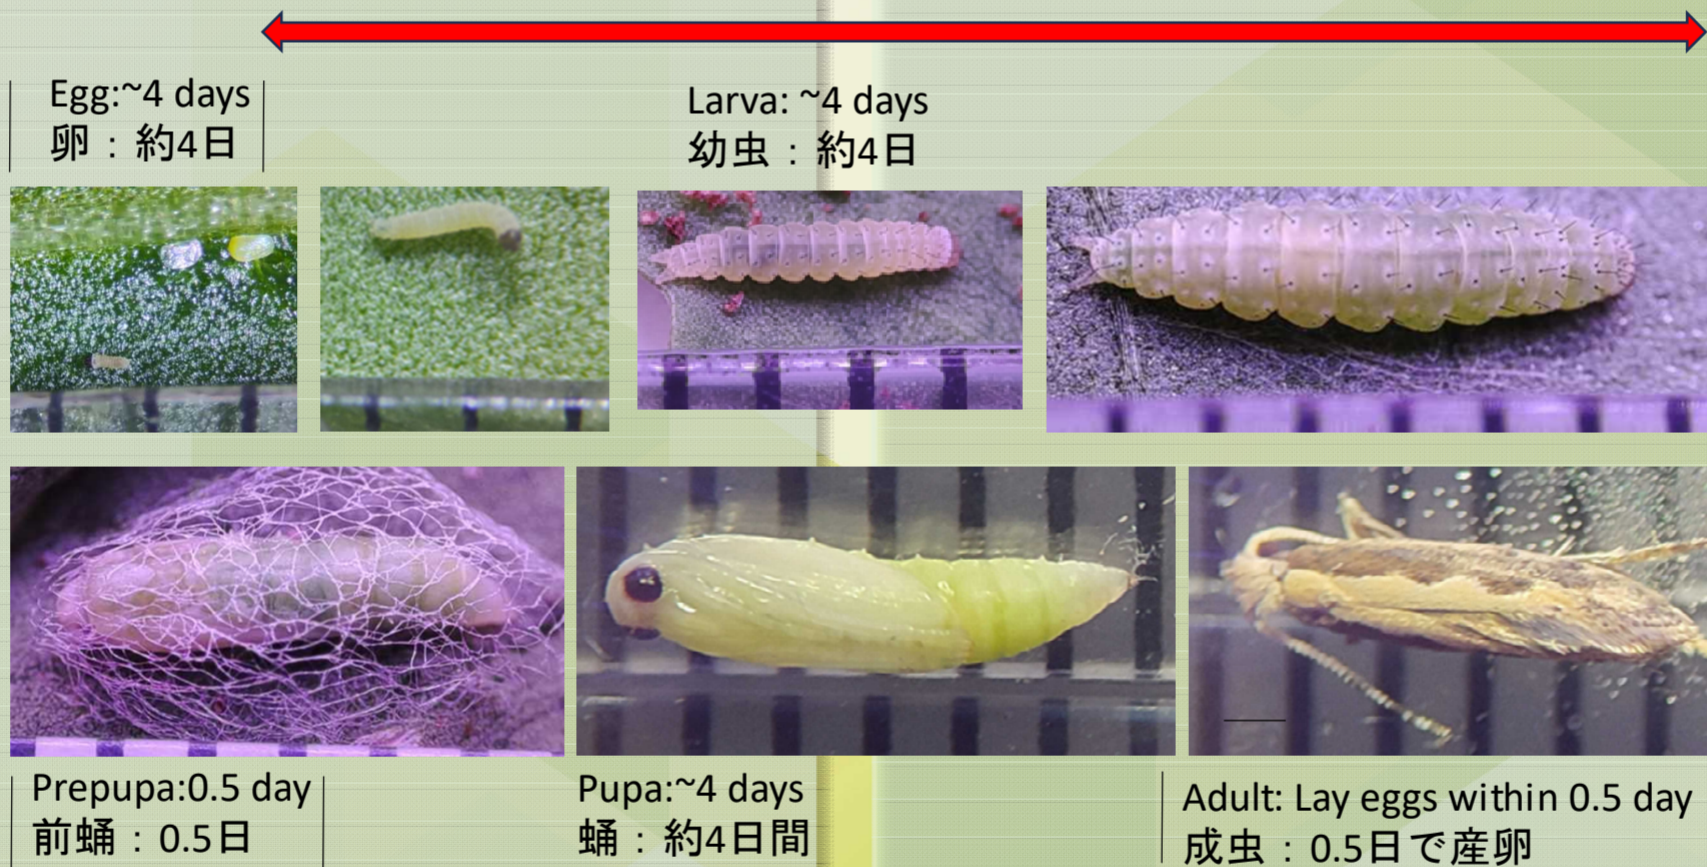 Egg:~4 days
卵：約4日
Larva: ~4 days
幼虫：約4日
Prepupa:0.5 day
前蛹：0.5日
Pupa:~4 days
蛹：約4日間
Adult: Lay eggs within 0.5 day
成虫：0.5日で産卵